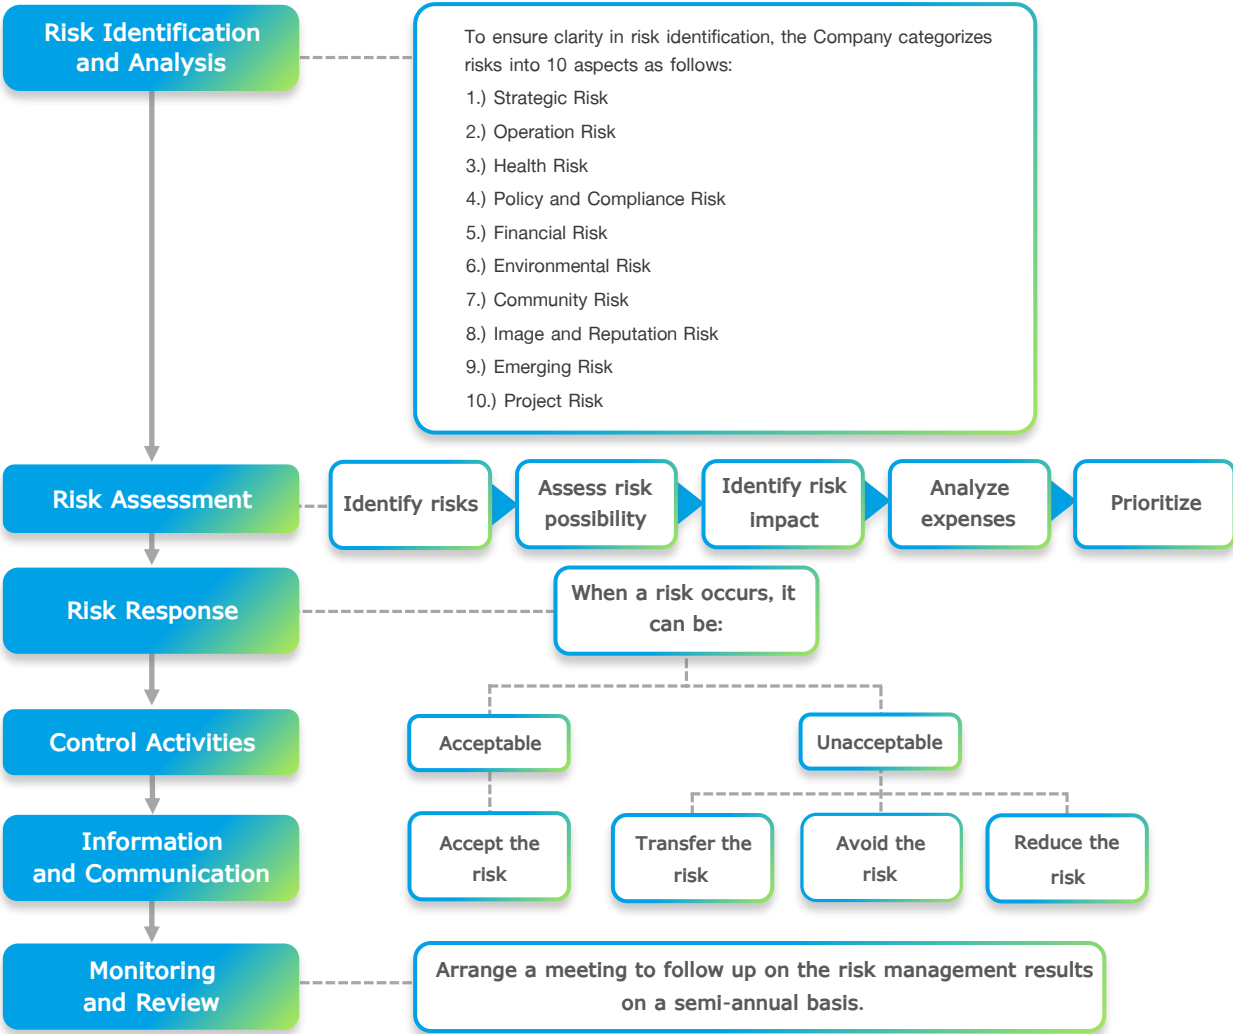 Risk Identification
and Analysis
To ensure clarity in risk identification, the Company categorizes
risks into 10 aspects as follows:
1.) Strategic Risk
2.) Operation Risk
3.) Health Risk
4.) Policy and Compliance Risk
5.) Financial Risk
6.) Environmental Risk
7.) Community Risk
8.) Image and Reputation Risk
9.) Emerging Risk
10.) Project Risk
Risk Assessment
Identify risks
Assess risk
possibility
Identify risk
impact
Analyze
expenses
Prioritize
Risk Response
When a risk occurs, it
can be:
Control Activities
Acceptable
Unacceptable
Information
and Communication
Accept the
risk
Transfer the
risk
Avoid the
risk
Reduce the
risk
Monitoring
and Review
Arrange a meeting to follow up on the risk management results
on a semi-annual basis.